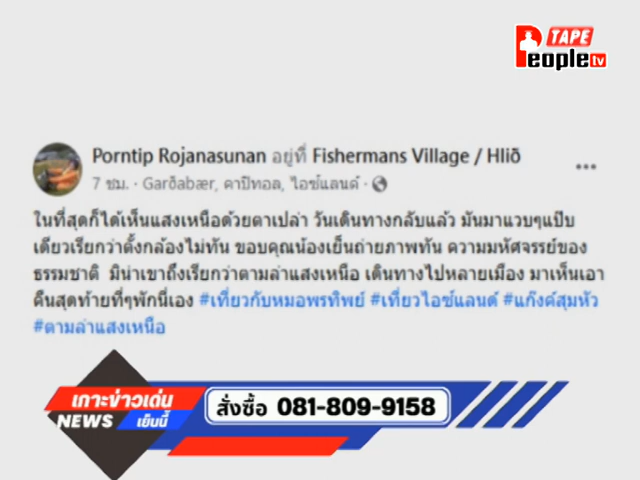 TAPE
People tv
Porntip Rojanasunan อยู่ที่ Fishermans Village / Hlið
7 ชม. · Garðabær, คาปิทอล, ไอซ์แลนด์ ·
ในที่สุดก็ได้เห็นแสงเหนือด้วยตาเปล่า วันเดินทางกลับแล้ว มันมาแวบๆแป๊บ
เดียวเรียกว่าตั้งกล้องไม่ทัน ขอบคุณน้องเย็นถ่ายภาพทัน ความมหัศจรรย์ของ
ธรรมชาติ มิน่าเขาถึงเรียกว่าตามล่าแสงเหนือ เดินทางไปหลายเมือง มาเห็นเอา
คืนสุดท้ายที่ๆพักนี่เอง #เที่ยวกับหมอพรทิพย์ #เที่ยวไอซ์แลนด์ #แก๊งค์สุมหัว
#ตามล่าแสงเหนือ
เกาะข่าวเด่น
NEWS เย็นนี้
สั่งซื้อ 081-809-9158